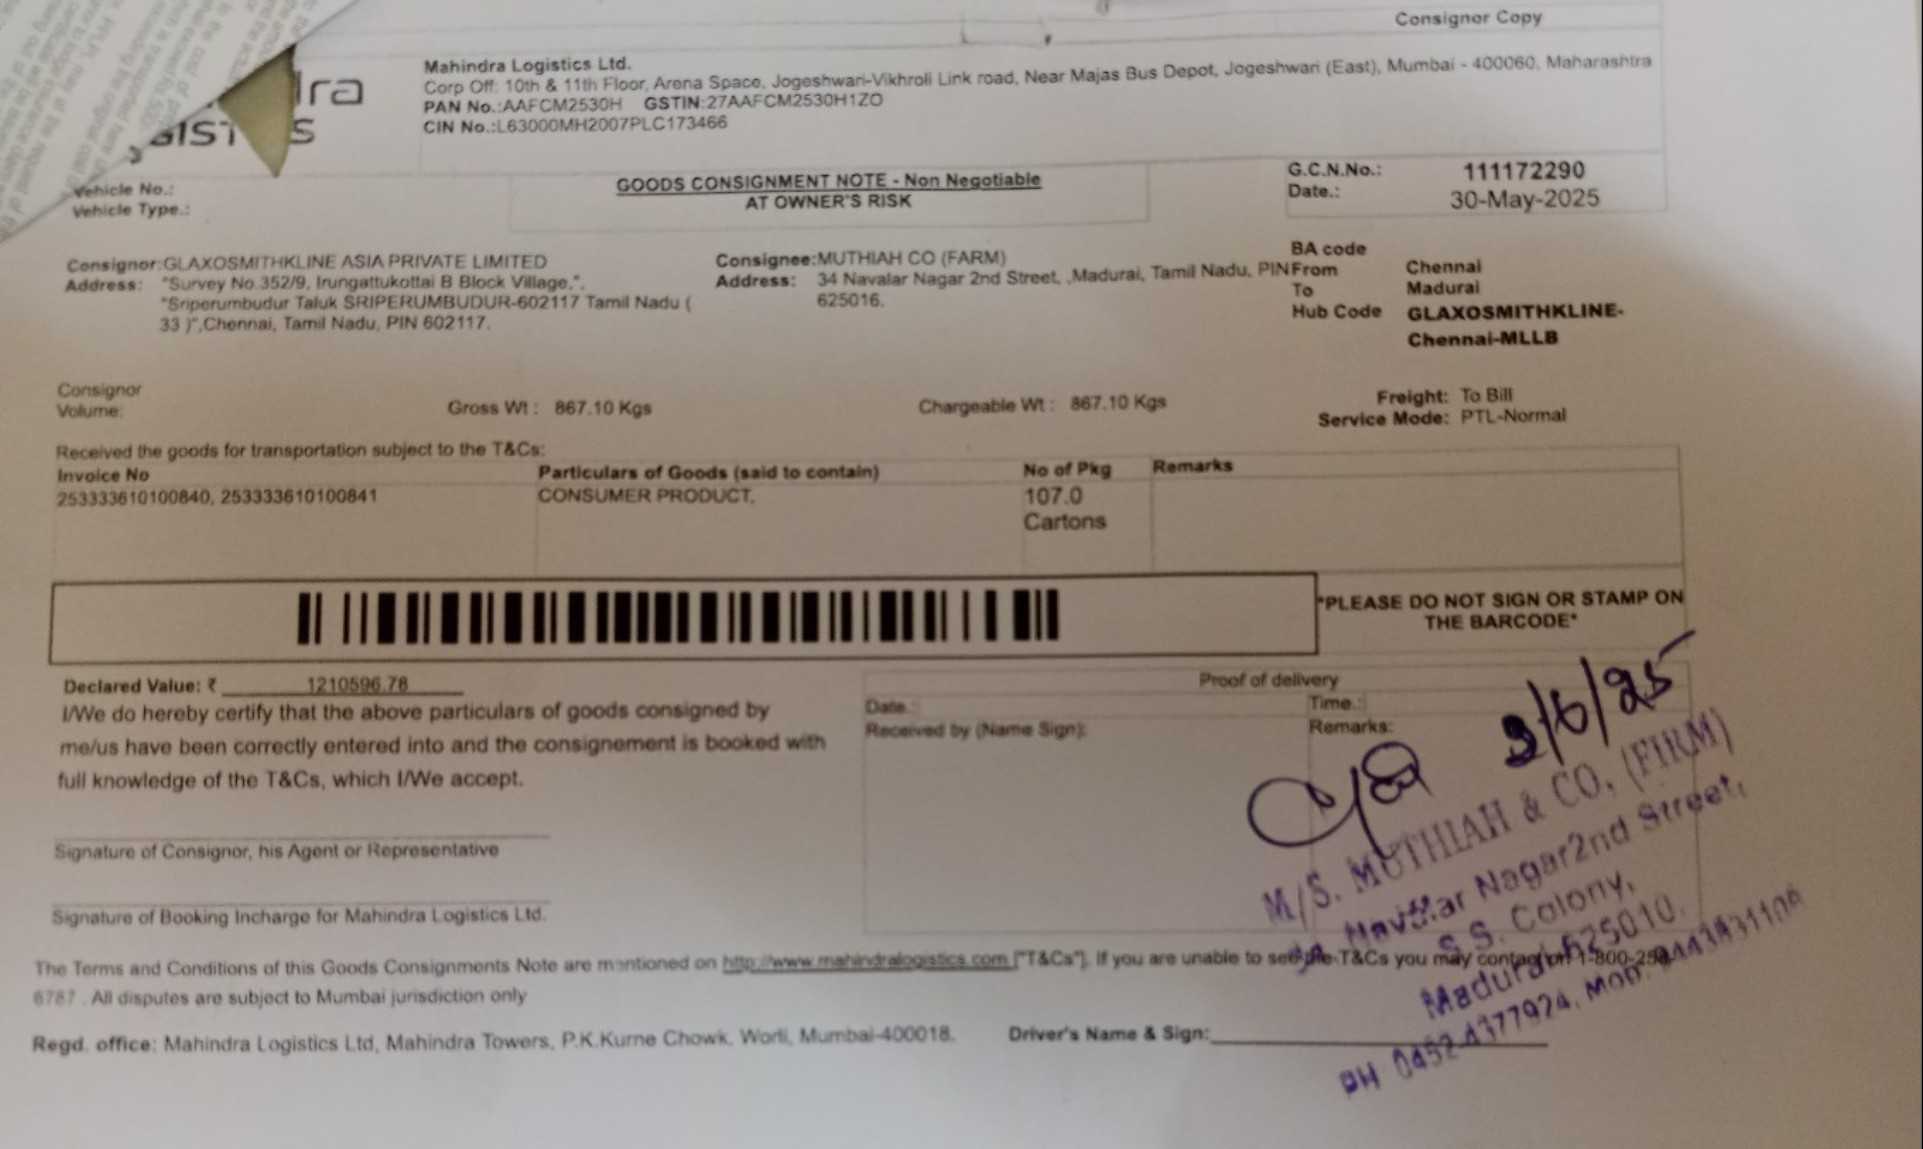 Consignor Copy
Mahindra Logistics Ltd.
Corp Off: 10th & 11th Floor, Arena Space, Jogeshwari-Vikhroli Link road, Near Majas Bus Depot, Jogeshwari (East), Mumbai - 400060, Maharashtra
PAN No.:AAFCM2530H GSTIN:27AAFCM2530H1ZO
CIN No.:L63000MH2007PLC173466
Vehicle No.:
Vehicle Type.:
GOODS CONSIGNMENT NOTE - Non Negotiable
AT OWNER'S RISK
G.C.N.No.: 111172290
Date.: 30-May-2025
Consignor:GLAXOSMITHKLINE ASIA PRIVATE LIMITED
Address: "Survey No.352/9, Irungattukottai B Block Village,",
"Sriperumbudur Taluk SRIPERUMBUDUR-602117 Tamil Nadu (
33 )",Chennai, Tamil Nadu, PIN 602117.
Consignee:MUTHIAH CO (FARM)
Address: 34 Navalar Nagar 2nd Street, ,Madurai, Tamil Nadu, PIN
625016.
BA code
From Chennai
To Madurai
Hub Code GLAXOSMITHKLINE-
Chennai-MLLB
Consignor
Volume:
Gross Wt : 867.10 Kgs
Chargeable Wt : 867.10 Kgs
Freight: To Bill
Service Mode: PTL-Normal
Received the goods for transportation subject to the T&Cs:
Invoice No Particulars of Goods (said to contain) No of Pkg Remarks
253333610100840, 253333610100841 CONSUMER PRODUCT, 107.0
Cartons
*PLEASE DO NOT SIGN OR STAMP ON
THE BARCODE*
Declared Value: ₹ 1210596.78
I/We do hereby certify that the above particulars of goods consigned by
me/us have been correctly entered into and the consignement is booked with
full knowledge of the T&Cs, which I/We accept.
Signature of Consignor, his Agent or Representative
Signature of Booking Incharge for Mahindra Logistics Ltd.
Proof of delivery
Date.: Time.:
Received by (Name Sign): Remarks:
/6/25
M/S. MUTHIAH & CO, (FIRM)
Nagar 2nd Street,
S.S. Colony,
Madurai-625010.
PH 0452-4377924, Mob:
The Terms and Conditions of this Goods Consignments Note are mentioned on http://www.mahindralogistics.com ["T&Cs"]. If you are unable to see the T&Cs you may contact on 1-800-258-
6787 . All disputes are subject to Mumbai jurisdiction only
Regd. office: Mahindra Logistics Ltd, Mahindra Towers, P.K.Kurne Chowk, Worli, Mumbai-400018.
Driver's Name & Sign: